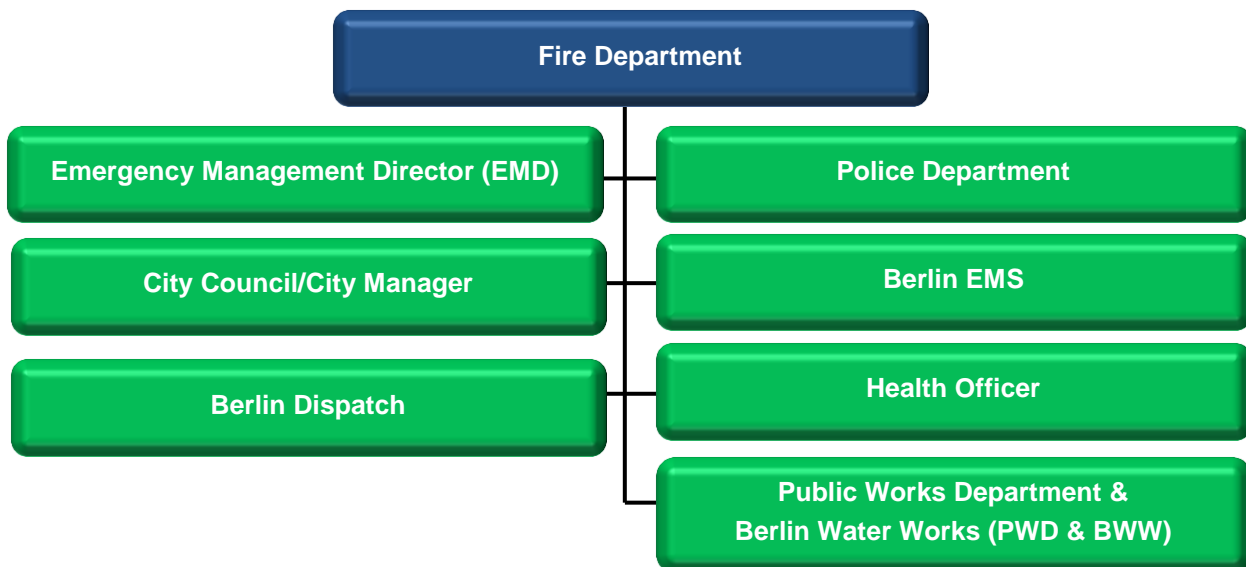 Fire Department
Emergency Management Director (EMD)
Police Department
City Council/City Manager
Berlin EMS
Berlin Dispatch
Health Officer
Public Works Department &
Berlin Water Works (PWD & BWW)